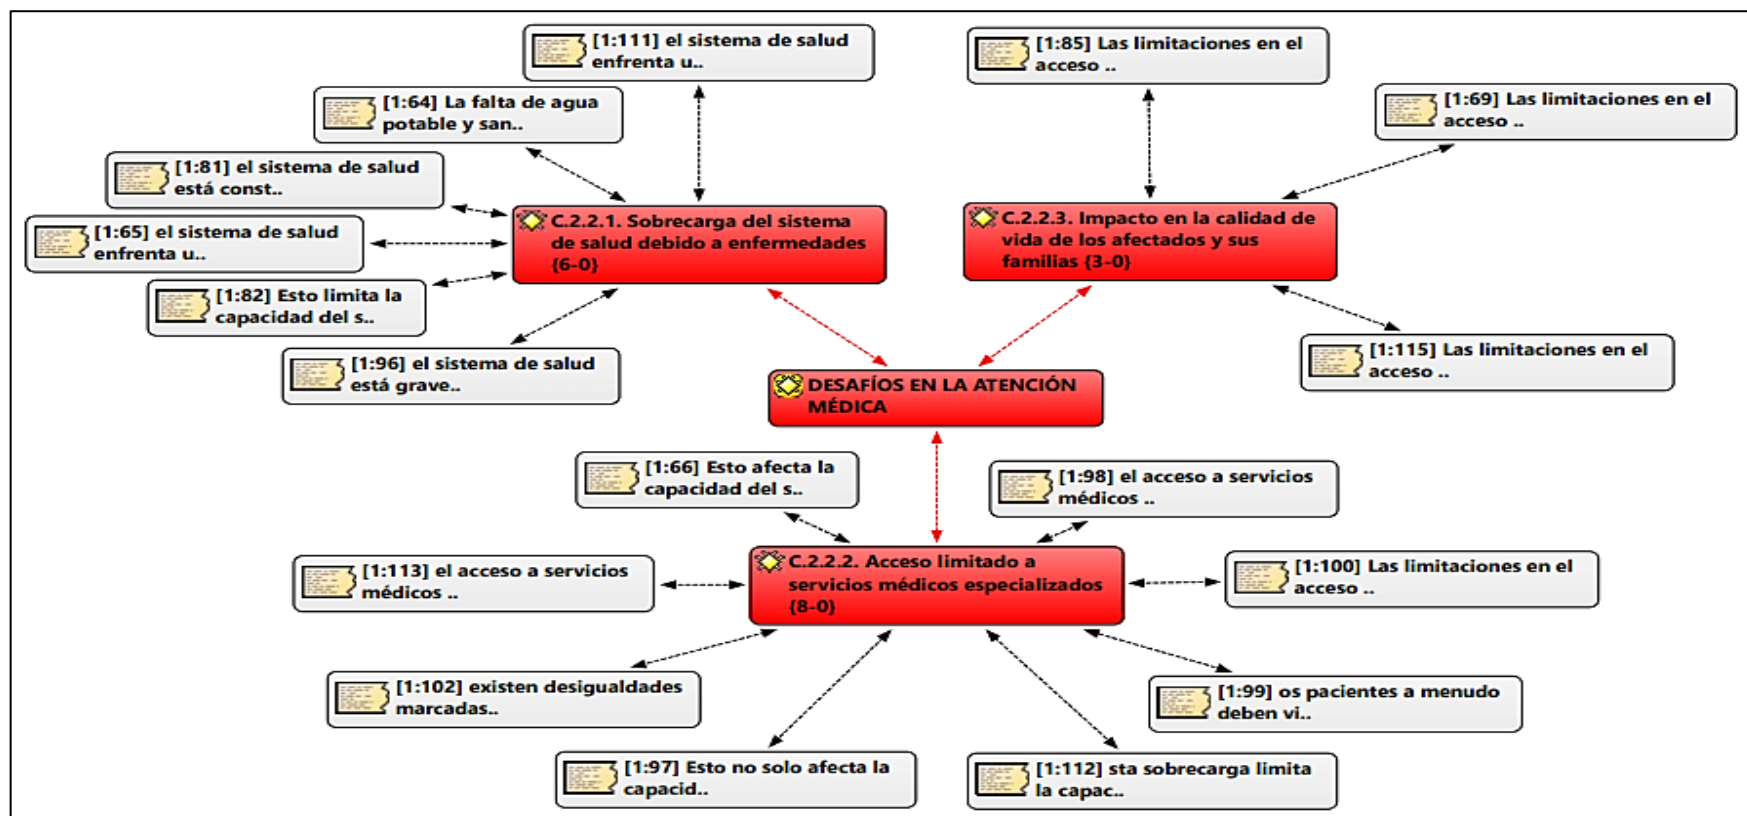 [1:111] el sistema de salud
enfrenta u..
[1:85] Las limitaciones en el
acceso ..
[1:64] La falta de agua
potable y san..
[1:69] Las limitaciones en el
acceso ..
[1:81] el sistema de salud
está const..
[1:65] el sistema de salud
enfrenta u..
C.2.2.1. Sobrecarga del sistema
de salud debido a enfermedades
{6-0}
C.2.2.3. Impacto en la calidad de
vida de los afectados y sus
familias {3-0}
[1:82] Esto limita la
capacidad del s..
[1:96] el sistema de salud
está grave..
[1:115] Las limitaciones en el
acceso ..
DESAFÍOS EN LA ATENCIÓN
MÉDICA
[1:66] Esto afecta la
capacidad del s..
[1:98] el acceso a servicios
médicos ..
C.2.2.2. Acceso limitado a
servicios médicos especializados
{8-0}
[1:113] el acceso a servicios
médicos ..
[1:100] Las limitaciones en el
acceso ..
[1:102] existen desigualdades
marcadas..
[1:99] os pacientes a menudo
deben vi..
[1:97] Esto no solo afecta la
capacid..
[1:112] sta sobrecarga limita
la capac..